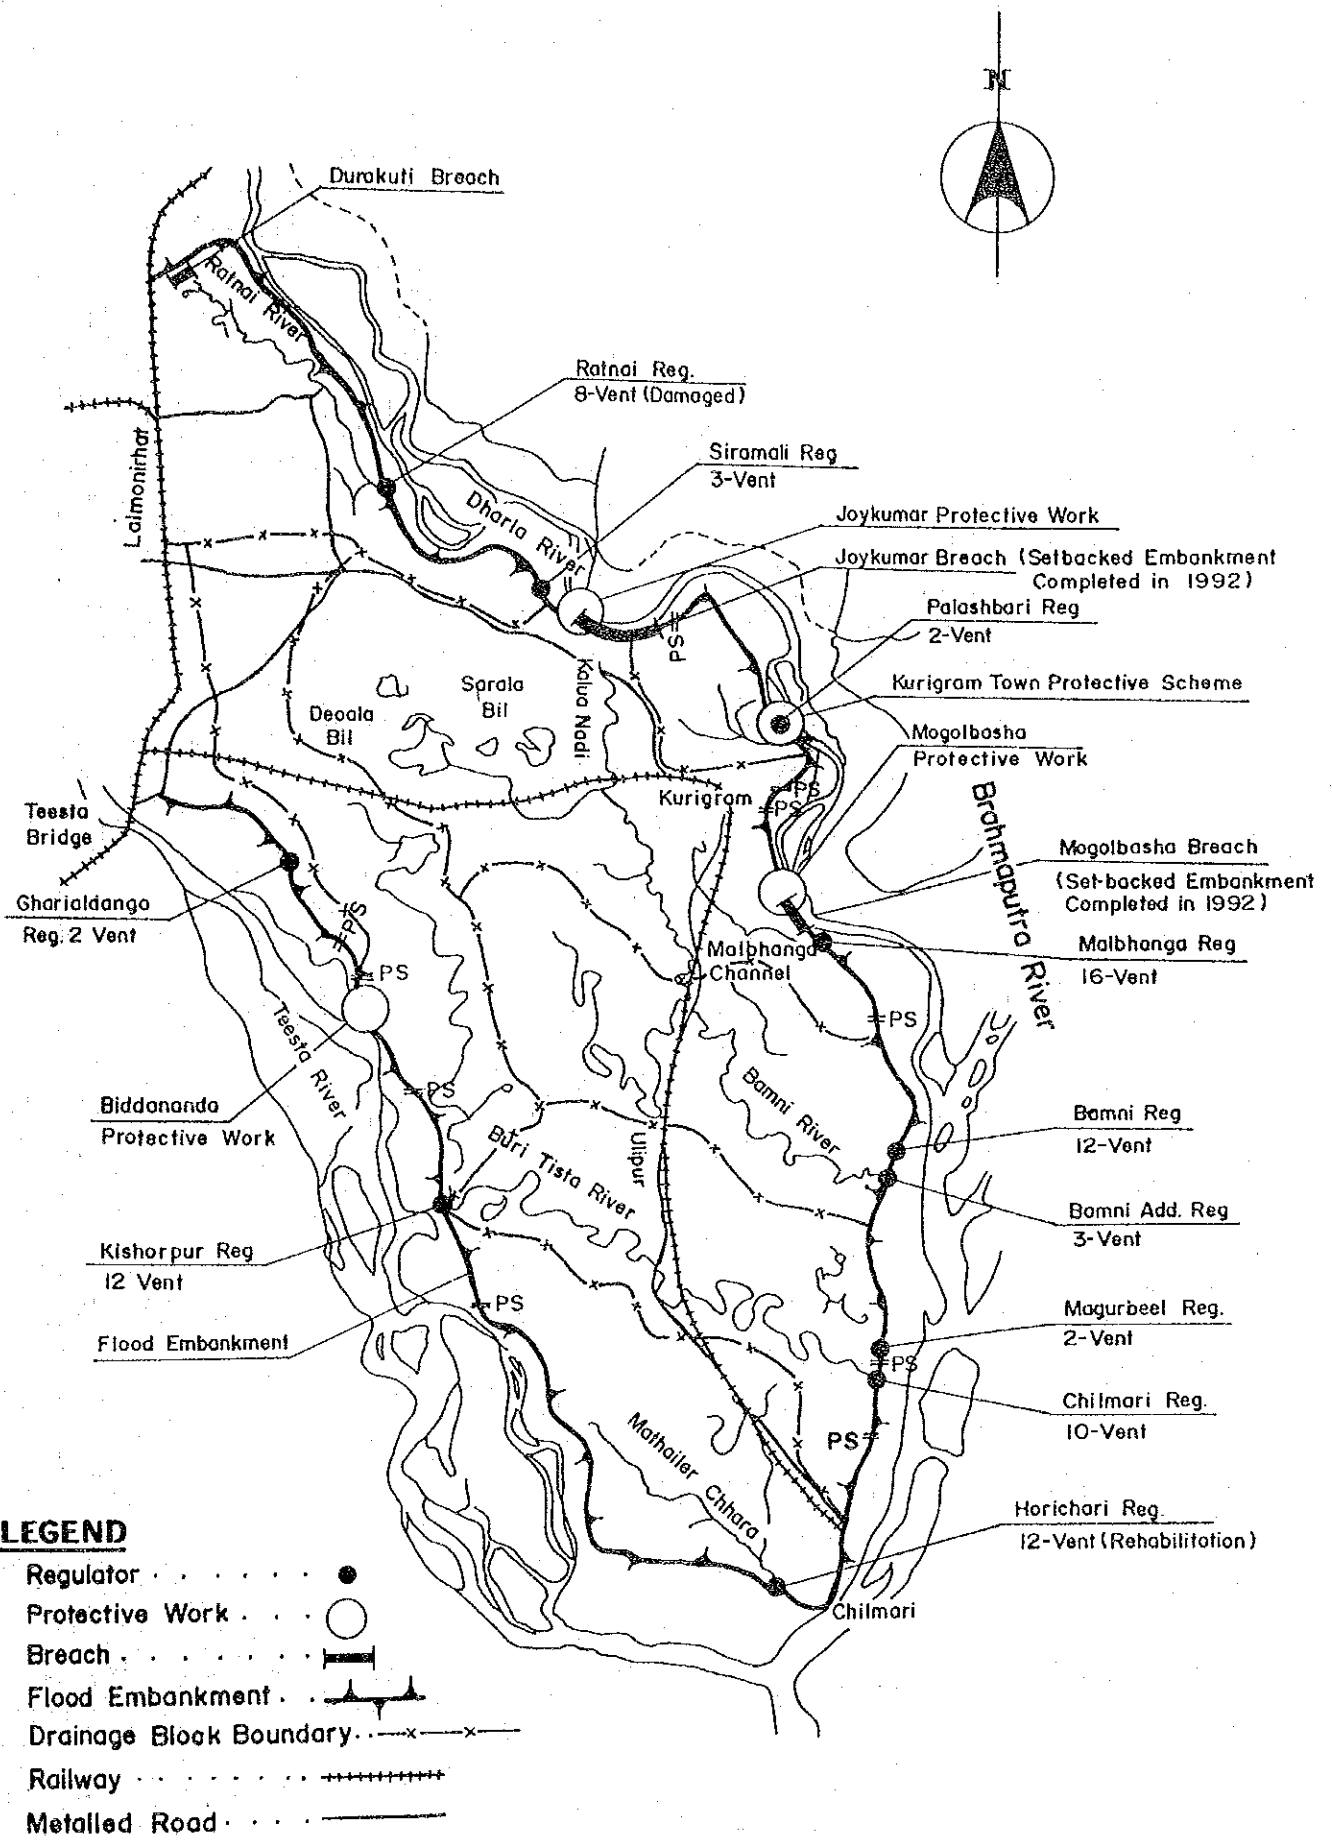 N
Durakuti Breach
Ratnai River
Ratnai Reg.
8-Vent (Damaged)
Lalmonirhat
Siramali Reg
3-Vent
Dharla River
Joykumar Protective Work
Joykumar Breach (Setbacked Embankment
Completed in 1992)
Palashbari Reg
2-Vent
PS
Kurigram Town Protective Scheme
Sarala
Bil
Deoala
Bil
Kalua Nadi
Mogolbasha
Protective Work
Kurigram
PS
PS
Brahmaputra River
Teesta
Bridge
Mogolbasha Breach
(Set-backed Embankment
Completed in 1992)
Gharialdanga
Reg. 2 Vent
PS
Malbhanga
Channel
Malbhanga Reg
16-Vent
PS
PS
Teesta River
Biddananda
Protective Work
PS
Bamni River
Bamni Reg
12-Vent
Buri Tista River
Ulipur
Bamni Add. Reg
3-Vent
Kishorpur Reg
12 Vent
PS
Flood Embankment
Magurbeel Reg.
2-Vent
PS
Chilmari Reg.
10-Vent
PS
Mathailer Chhara
Horichari Reg.
12-Vent (Rehabilitation)
Chilmari
LEGEND
Regulator
Protective Work
Breach
Flood Embankment
Drainage Block Boundary
Railway
Metalled Road